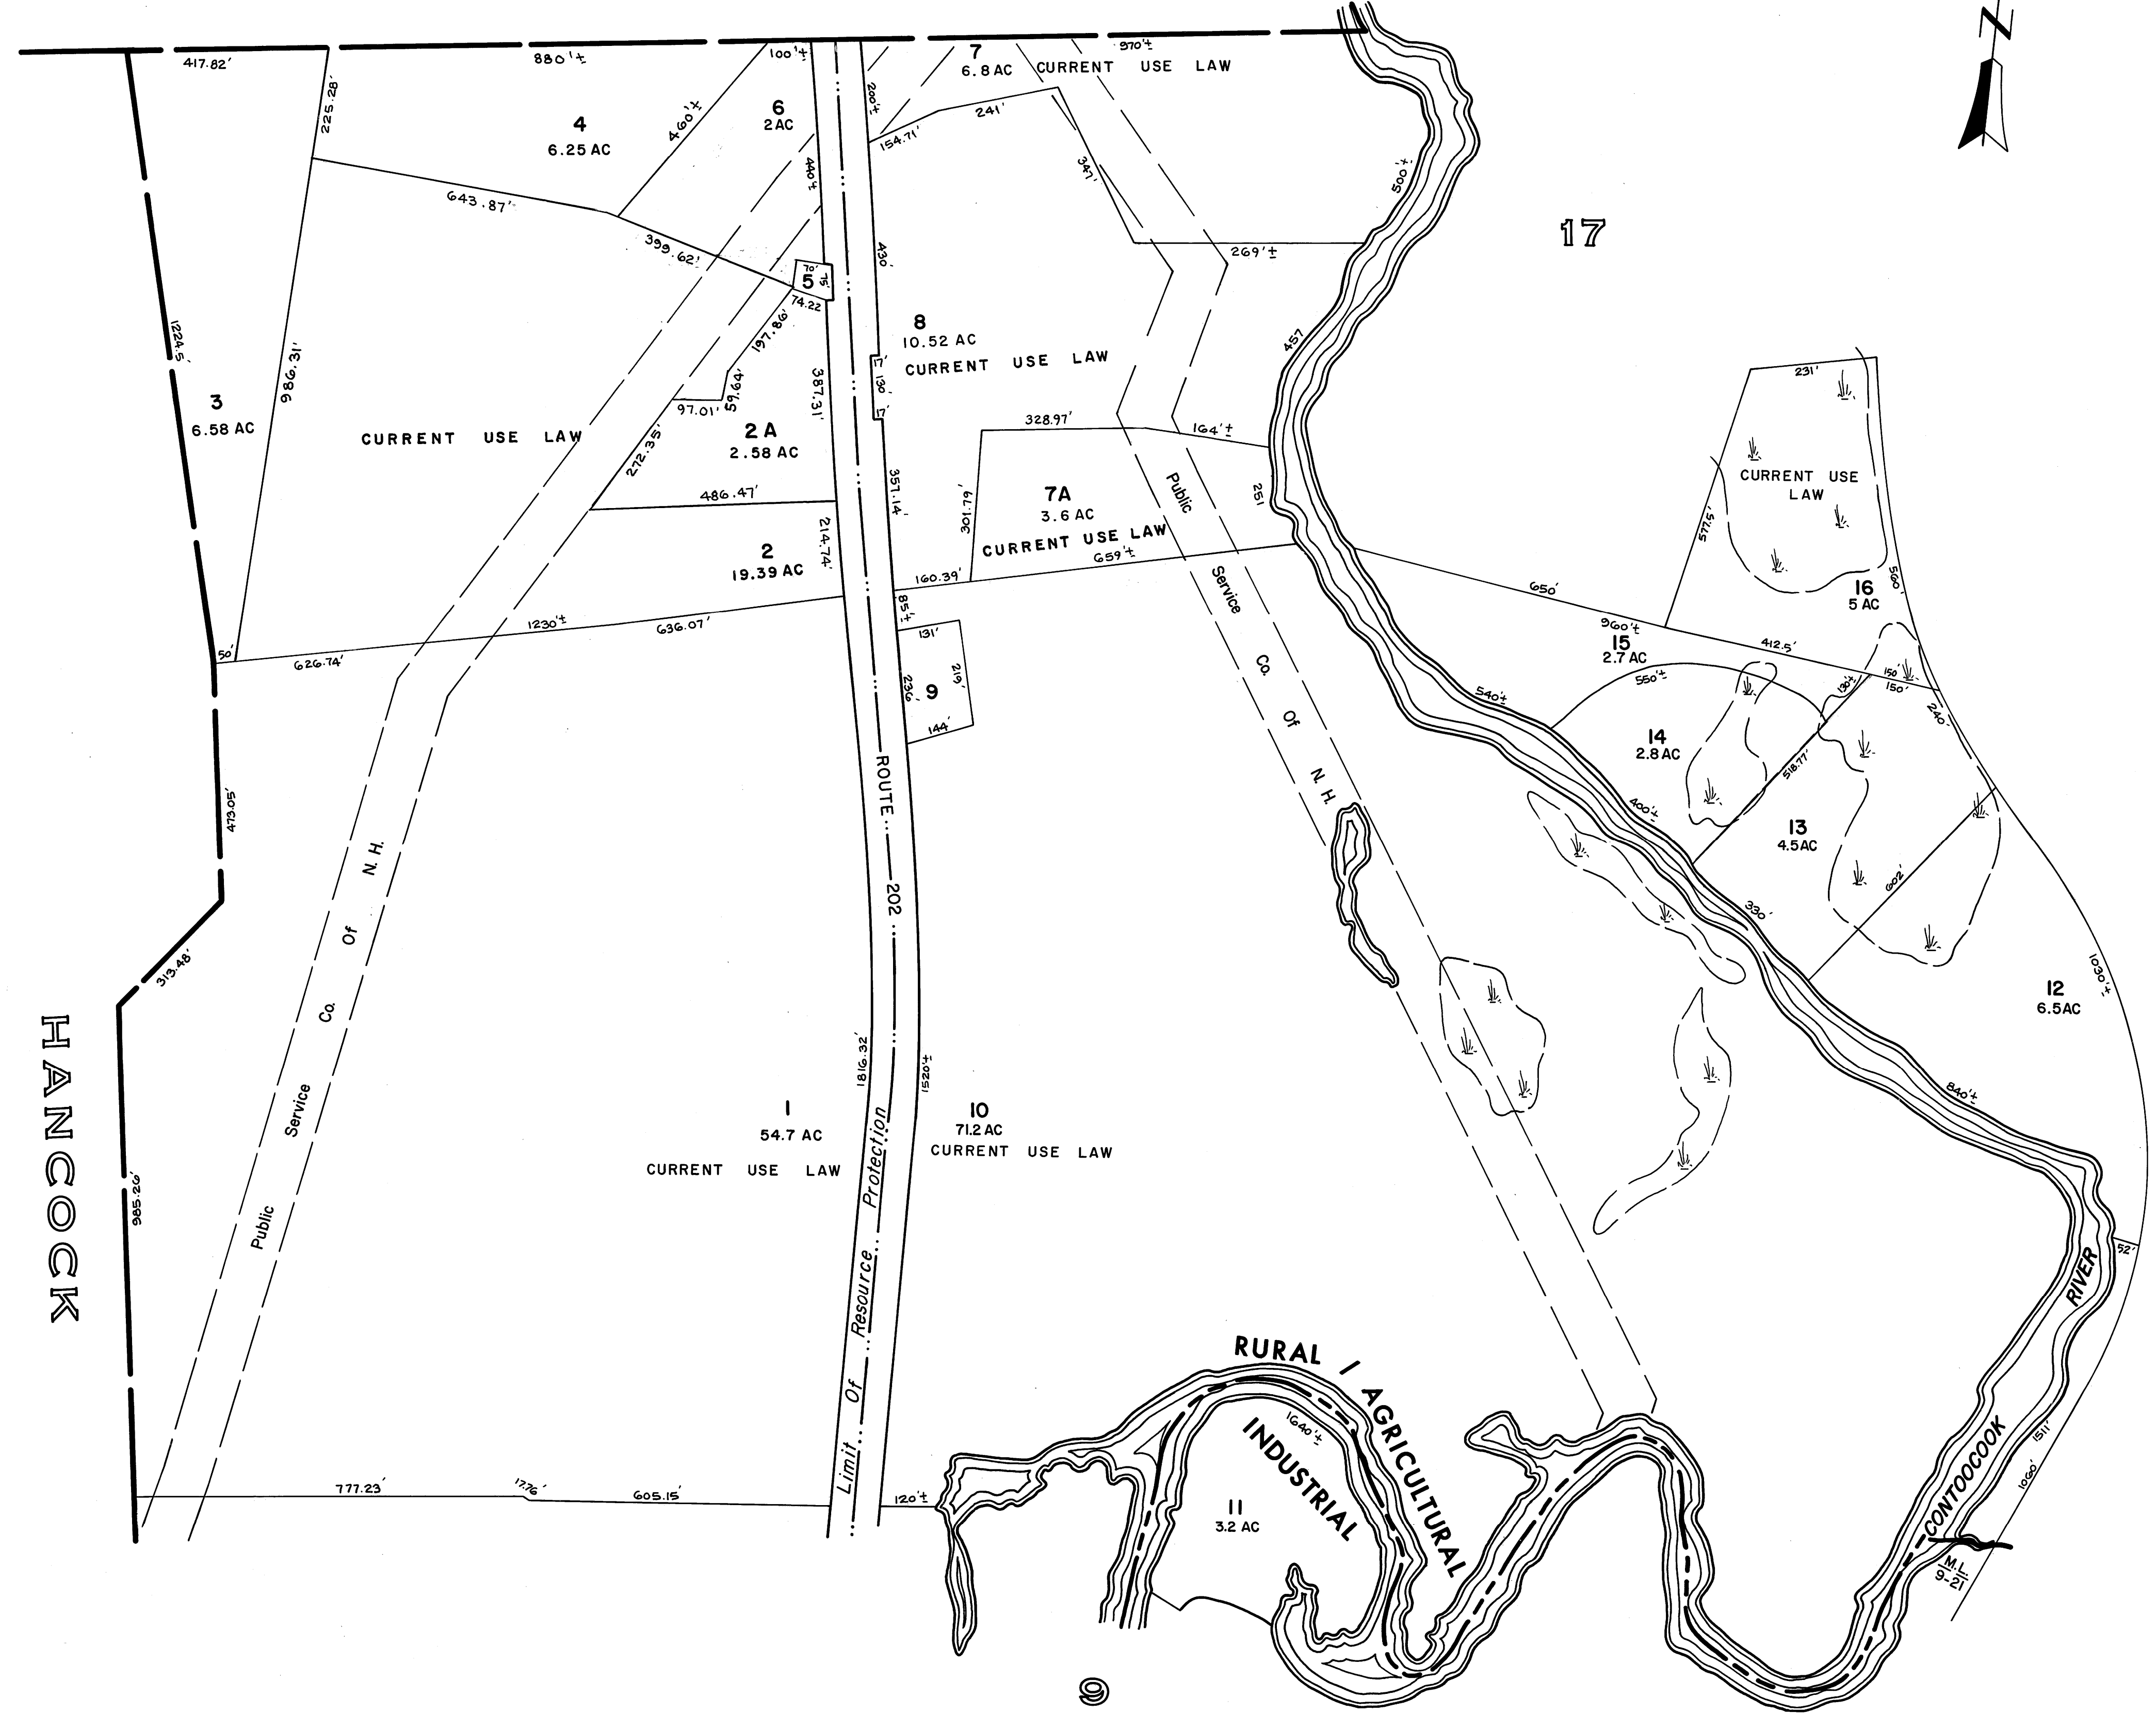 N
417.82'
880'±
100'±
7
970'±
6.8 AC CURRENT USE LAW
225.28'
4
6.25 AC
460'±
6
2 AC
200'±
440'±
154.71'
241'
347'
500'±
17
643.87'
399.62'
70'
5
75'
74.22
430'
269'±
1224.5'
986.31'
197.86'
59.64'
97.01'
387.31'
8
10.52 AC
CURRENT USE LAW
17'
130'
17'
457
231'
3
6.58 AC
CURRENT USE LAW
272.35'
2 A
2.58 AC
486.47'
357.14'
328.97'
164'±
301.79'
7A
3.6 AC
CURRENT USE LAW
251
Public Service Co. Of N. H.
CURRENT USE
LAW
577.5'
560'
16
5 AC
2
19.39 AC
214.74'
160.39'
659'±
85'±
1230'±
636.07'
50'
626.74'
131'
219'
236'
9
144'
650'
960'±
412.5'
15
2.7 AC
550'±
130'±
150'
150'
240'
540'±
14
2.8 AC
518.77'
400'±
13
4.5 AC
602'
330'
473.05'
313.48'
ROUTE 202
12
6.5 AC
1030'±
840'±
HANCOCK
985.26'
Public Service Co. Of N. H.
1816.32'
1520'±
1
54.7 AC
CURRENT USE LAW
10
71.2 AC
CURRENT USE LAW
Limit Of Resource Protection
52'
CONTOOCOOK RIVER
1511'
1060'
RURAL / AGRICULTURAL
INDUSTRIAL
1640'±
777.23'
17.76'
605.15'
120'±
11
3.2 AC
M.L.
9-21
9